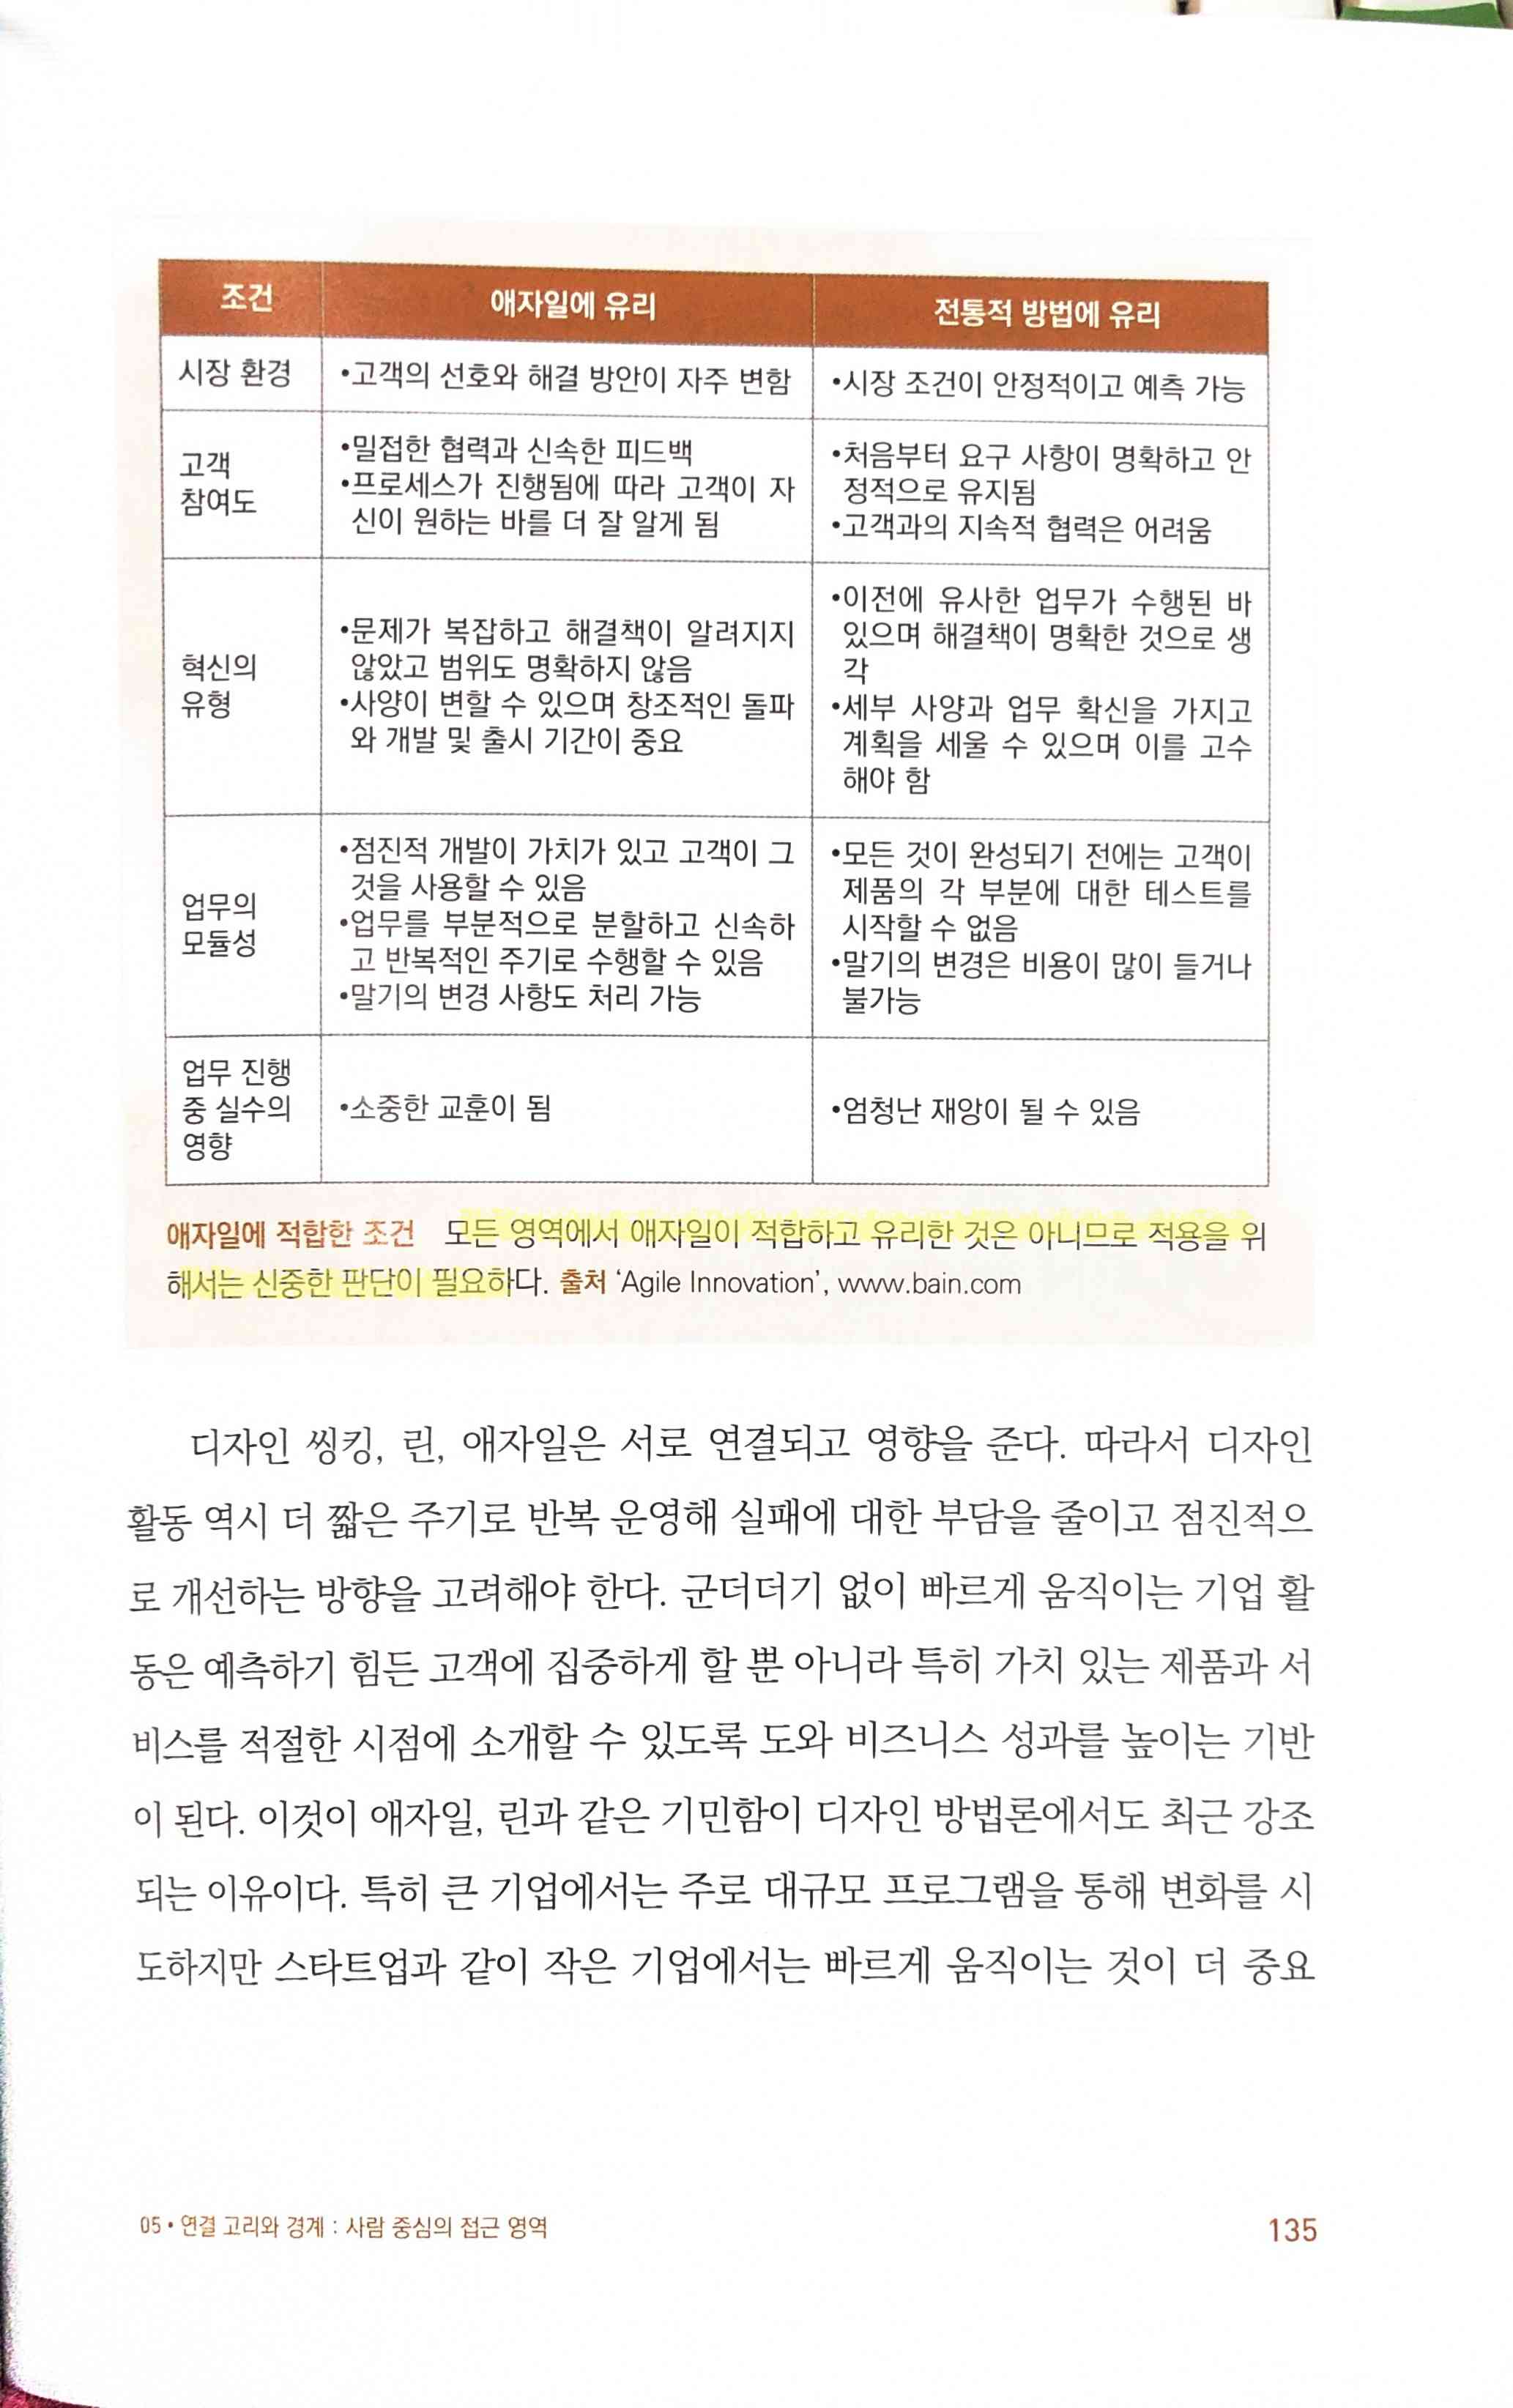 조건 애자일에 유리 전통적 방법에 유리
시장 환경
•고객의 선호와 해결 방안이 자주 변함
•시장 조건이 안정적이고 예측 가능
고객
참여도
•밀접한 협력과 신속한 피드백
•프로세스가 진행됨에 따라 고객이 자
신이 원하는 바를 더 잘 알게 됨
•처음부터 요구 사항이 명확하고 안
정적으로 유지됨
•고객과의 지속적 협력은 어려움
혁신의
유형
•문제가 복잡하고 해결책이 알려지지
않았고 범위도 명확하지 않음
•사양이 변할 수 있으며 창조적인 돌파
와 개발 및 출시 기간이 중요
•이전에 유사한 업무가 수행된 바
있으며 해결책이 명확한 것으로 생
각
•세부 사양과 업무 확신을 가지고
계획을 세울 수 있으며 이를 고수
해야 함
업무의
모듈성
•점진적 개발이 가치가 있고 고객이 그
것을 사용할 수 있음
•업무를 부분적으로 분할하고 신속하
고 반복적인 주기로 수행할 수 있음
•말기의 변경 사항도 처리 가능
•모든 것이 완성되기 전에는 고객이
제품의 각 부분에 대한 테스트를
시작할 수 없음
•말기의 변경은 비용이 많이 들거나
불가능
업무 진행
중 실수의
영향
•소중한 교훈이 됨
•엄청난 재앙이 될 수 있음
애자일에 적합한 조건 모든 영역에서 애자일이 적합하고 유리한 것은 아니므로 적용을 위
해서는 신중한 판단이 필요하다. 출처 ‘Agile Innovation’, www.bain.com
디자인 씽킹, 린, 애자일은 서로 연결되고 영향을 준다. 따라서 디자인
활동 역시 더 짧은 주기로 반복 운영해 실패에 대한 부담을 줄이고 점진적으
로 개선하는 방향을 고려해야 한다. 군더더기 없이 빠르게 움직이는 기업 활
동은 예측하기 힘든 고객에 집중하게 할 뿐 아니라 특히 가치 있는 제품과 서
비스를 적절한 시점에 소개할 수 있도록 도와 비즈니스 성과를 높이는 기반
이 된다. 이것이 애자일, 린과 같은 기민함이 디자인 방법론에서도 최근 강조
되는 이유이다. 특히 큰 기업에서는 주로 대규모 프로그램을 통해 변화를 시
도하지만 스타트업과 같이 작은 기업에서는 빠르게 움직이는 것이 더 중요
05 • 연결 고리와 경계 : 사람 중심의 접근 영역 135